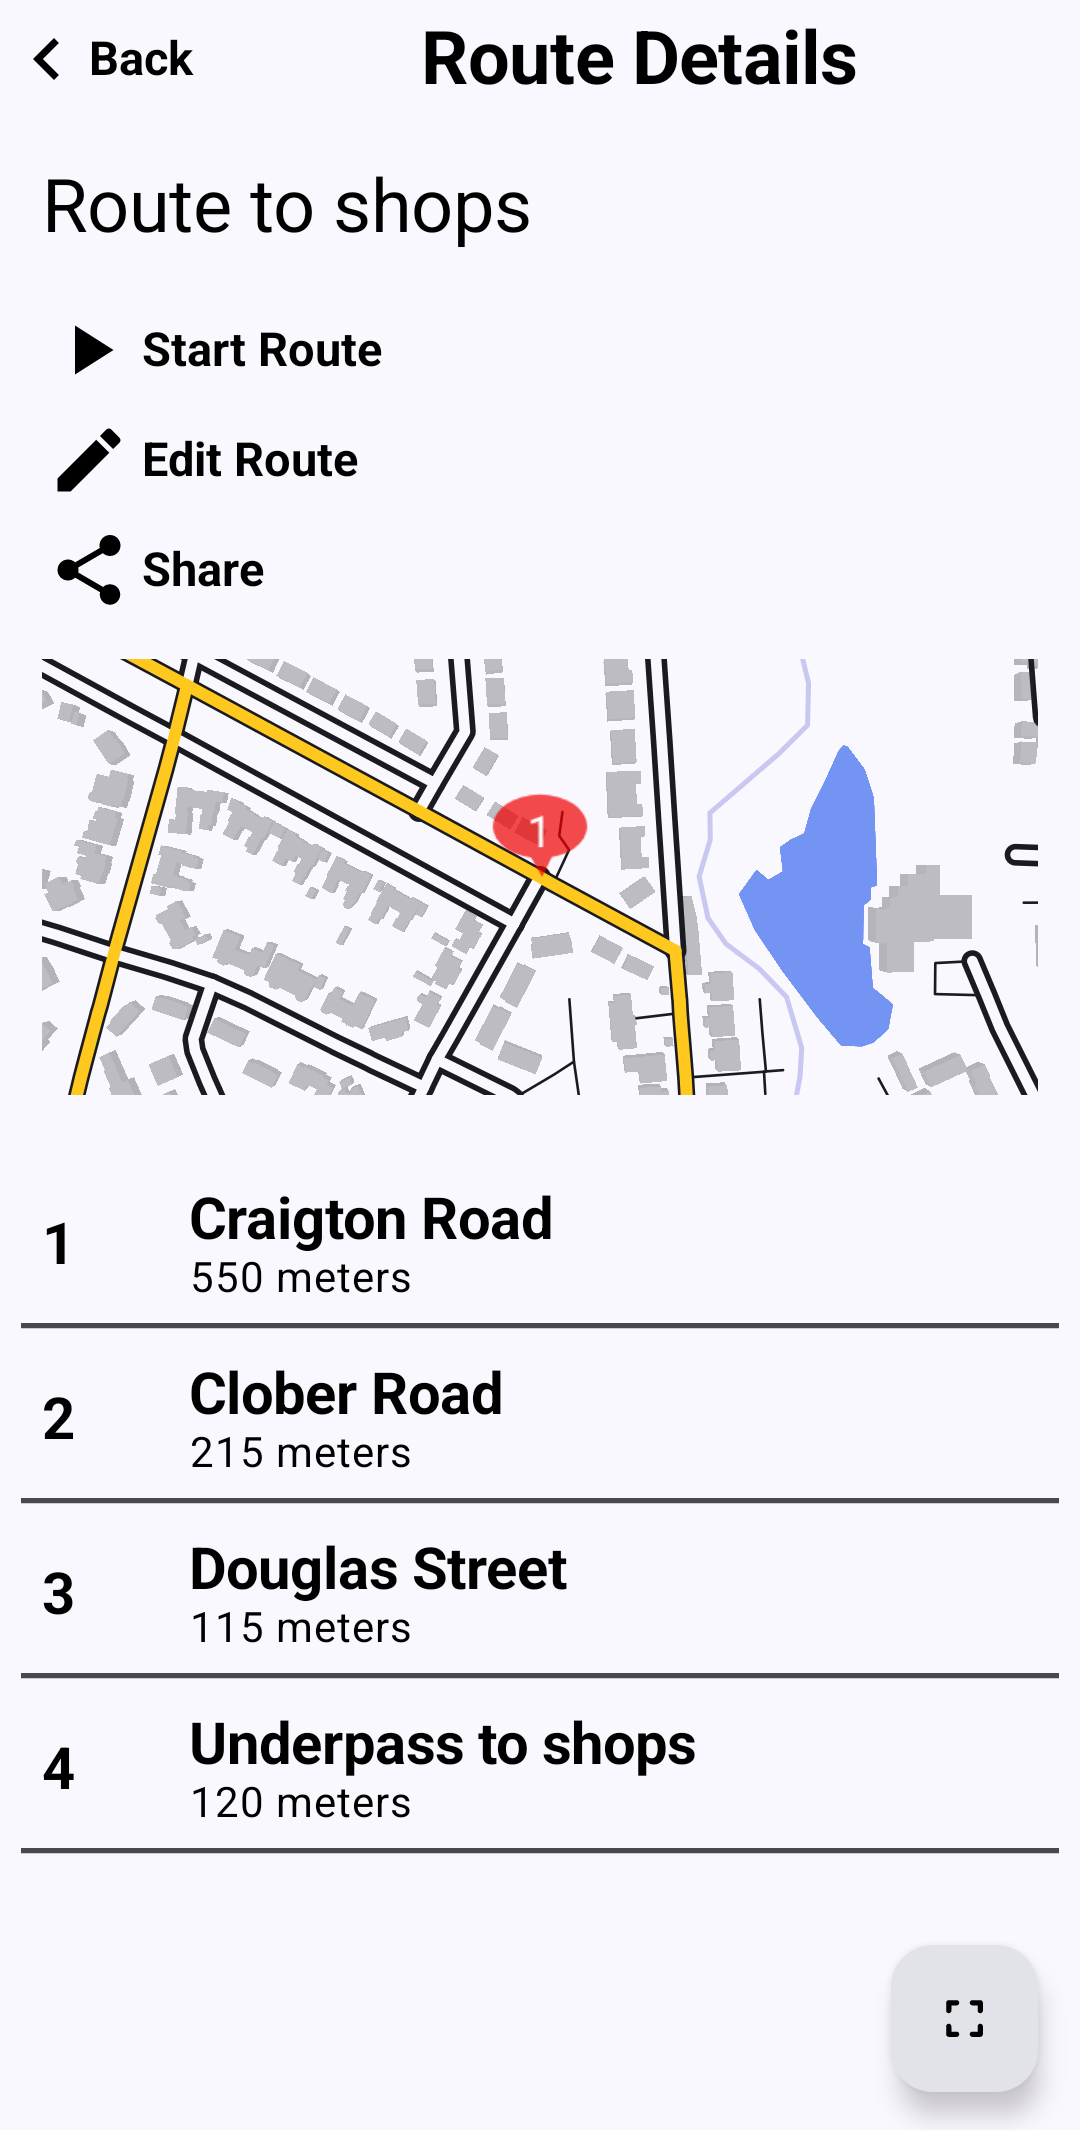 Back
Route Details
Route to shops
Start Route
Edit Route
Share
1
1
Craigton Road
550 meters
2
Clober Road
215 meters
3
Douglas Street
115 meters
4
Underpass to shops
120 meters